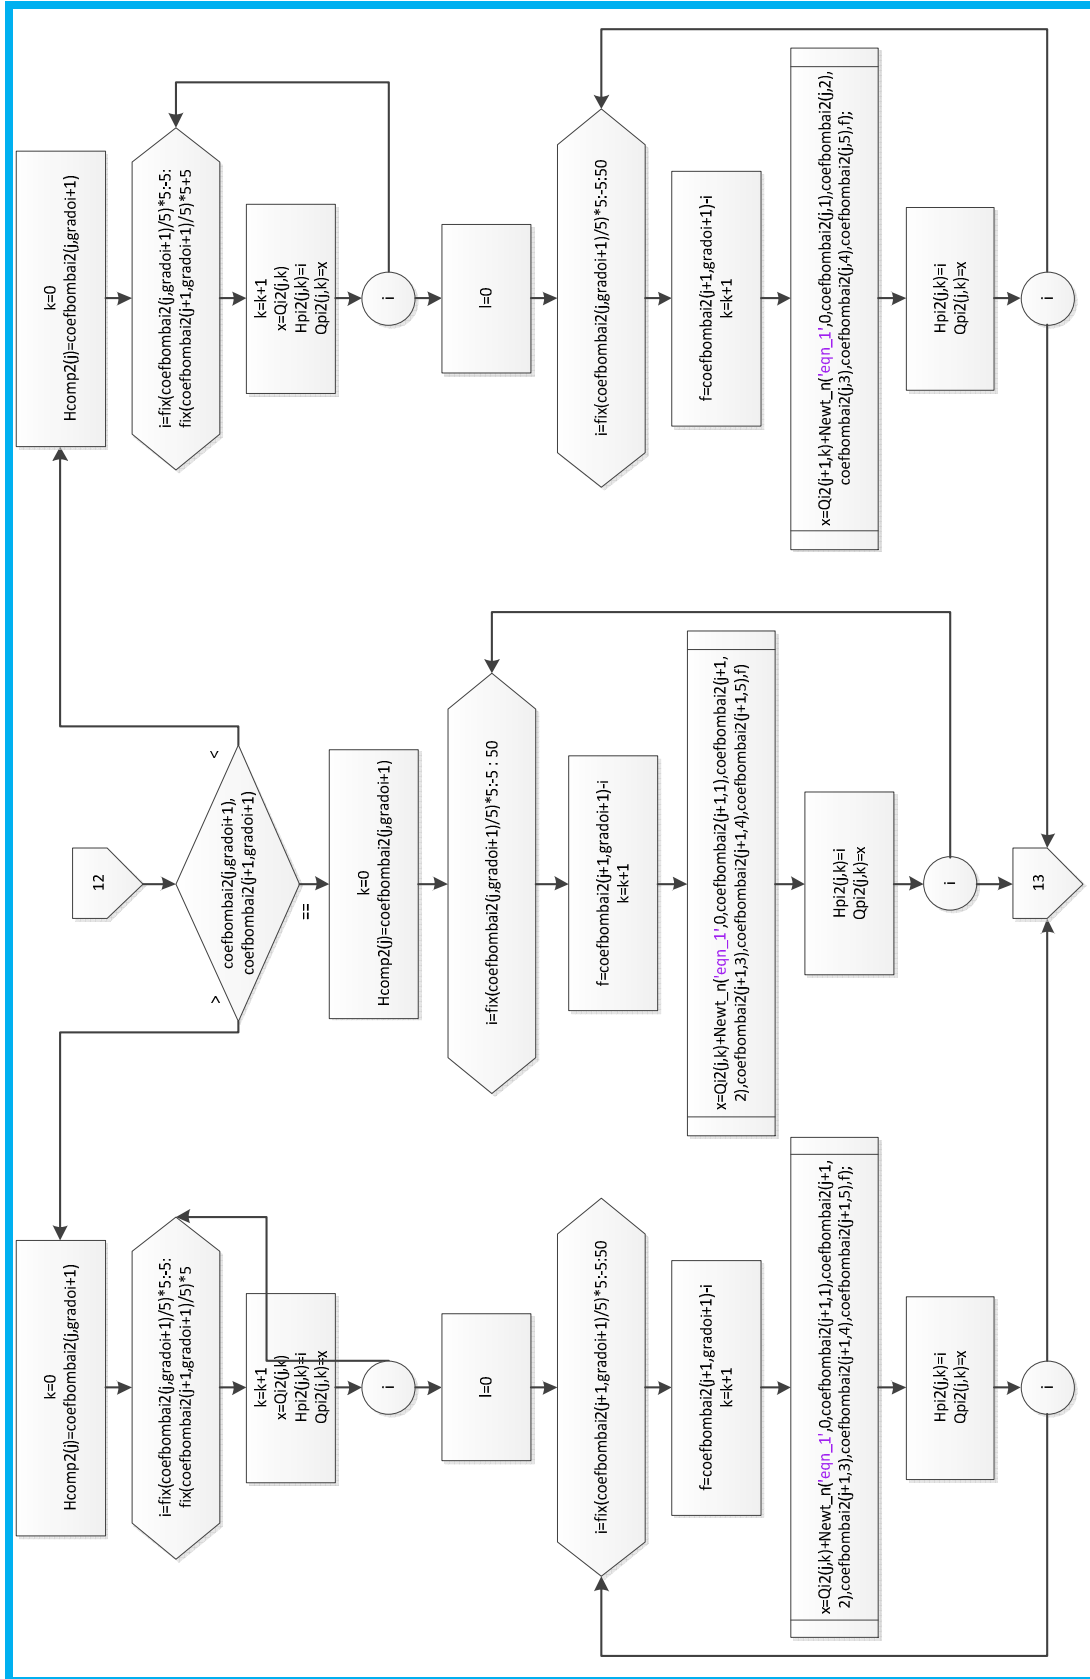 12
coefbombai2(j,gradoi+1),
coefbombai2(j+1,gradoi+1)
>
==
<
k=0
Hcomp2(j)=coefbombai2(j,gradoi+1)
i=fix(coefbombai2(j,gradoi+1)/5)*5:-5:
fix(coefbombai2(j+1,gradoi+1)/5)*5
k=k+1
x=Qi2(j,k)
Hpi2(j,k)=i
Qpi2(j,k)=x
i
l=0
i=fix(coefbombai2(j+1,gradoi+1)/5)*5:-5:50
f=coefbombai2(j+1,gradoi+1)-i
k=k+1
x=Qi2(j,k)+Newt_n('eqn_1',0,coefbombai2(j+1,1),coefbombai2(j+1,
2),coefbombai2(j+1,3),coefbombai2(j+1,4),coefbombai2(j+1,5),f);
Hpi2(j,k)=i
Qpi2(j,k)=x
i
k=0
Hcomp2(j)=coefbombai2(j,gradoi+1)
i=fix(coefbombai2(j,gradoi+1)/5)*5:-5 : 50
f=coefbombai2(j+1,gradoi+1)-i
k=k+1
x=Qi2(j,k)+Newt_n('eqn_1',0,coefbombai2(j+1,1),coefbombai2(j+1,
2),coefbombai2(j+1,3),coefbombai2(j+1,4),coefbombai2(j+1,5),f)
Hpi2(j,k)=i
Qpi2(j,k)=x
i
k=0
Hcomp2(j)=coefbombai2(j,gradoi+1)
i=fix(coefbombai2(j,gradoi+1)/5)*5:-5:
fix(coefbombai2(j+1,gradoi+1)/5)*5+5
k=k+1
x=Qi2(j,k)
Hpi2(j,k)=i
Qpi2(j,k)=x
i
l=0
i=fix(coefbombai2(j,gradoi+1)/5)*5:-5:50
f=coefbombai2(j+1,gradoi+1)-i
k=k+1
x=Qi2(j+1,k)+Newt_n('eqn_1',0,coefbombai2(j,1),coefbombai2(j,2),
coefbombai2(j,3),coefbombai2(j,4),coefbombai2(j,5),f);
Hpi2(j,k)=i
Qpi2(j,k)=x
i
13